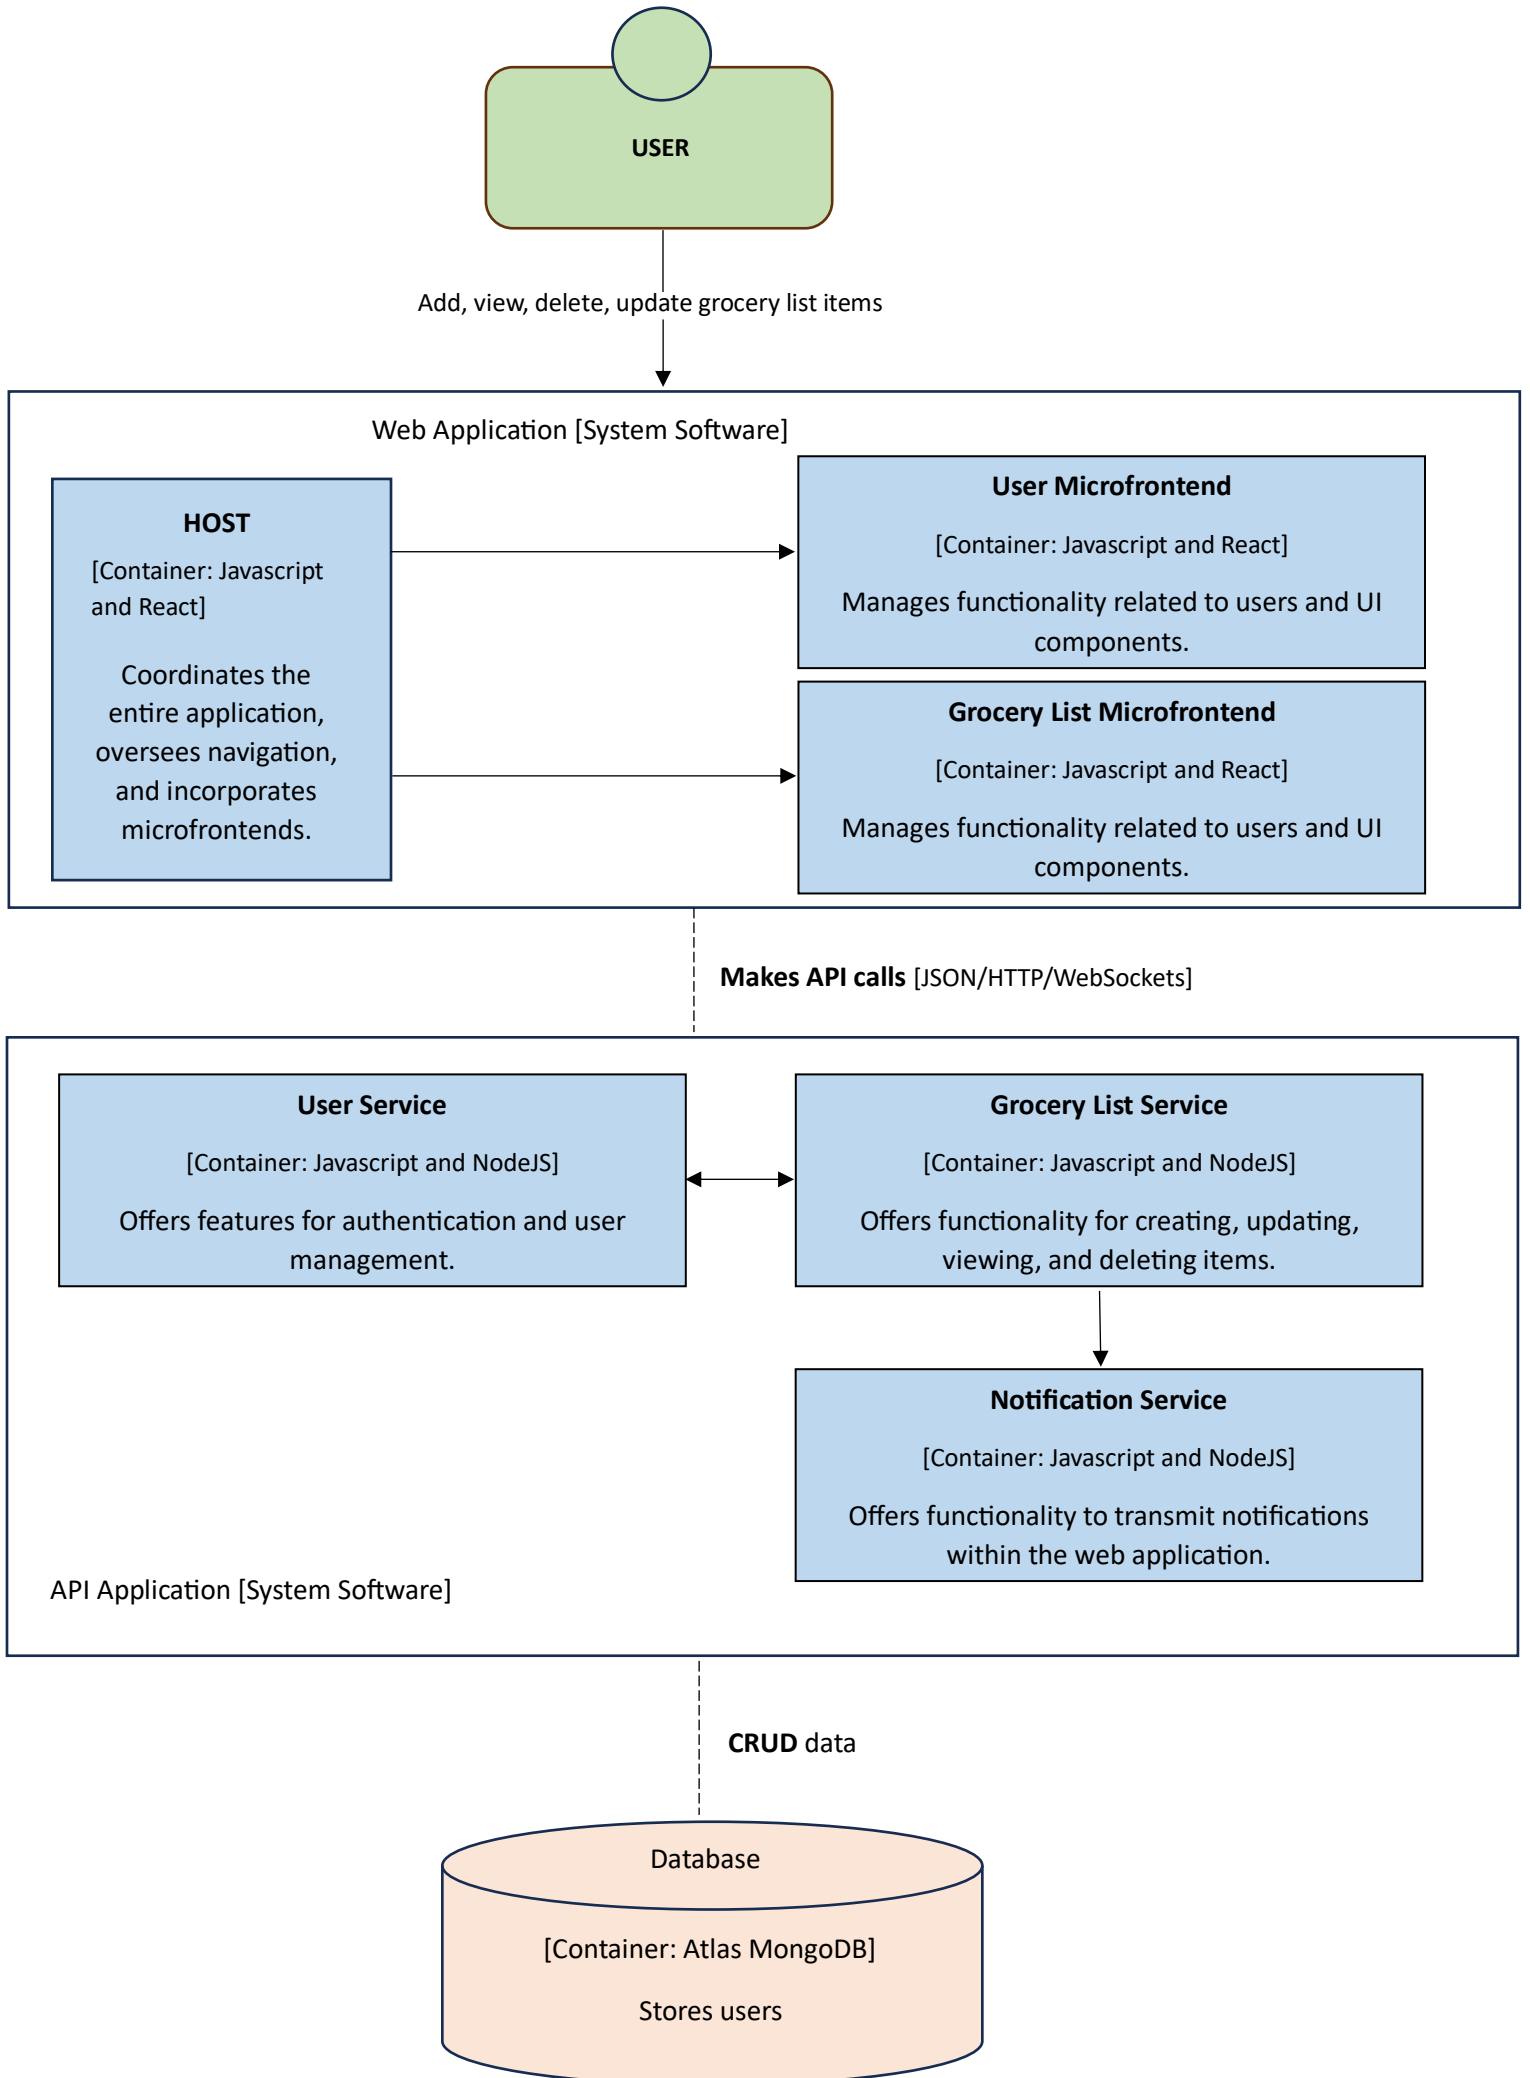 USER
Add, view, delete, update grocery list items
Web Application [System Software]
HOST
[Container: Javascript
and React]
Coordinates the
entire application,
oversees navigation,
and incorporates
microfrontends.
User Microfrontend
[Container: Javascript and React]
Manages functionality related to users and UI
components.
Grocery List Microfrontend
[Container: Javascript and React]
Manages functionality related to users and UI
components.
Makes API calls [JSON/HTTP/WebSockets]
User Service
[Container: Javascript and NodeJS]
Offers features for authentication and user
management.
Grocery List Service
[Container: Javascript and NodeJS]
Offers functionality for creating, updating,
viewing, and deleting items.
Notification Service
[Container: Javascript and NodeJS]
Offers functionality to transmit notifications
within the web application.
API Application [System Software]
CRUD data
Database
[Container: Atlas MongoDB]
Stores users